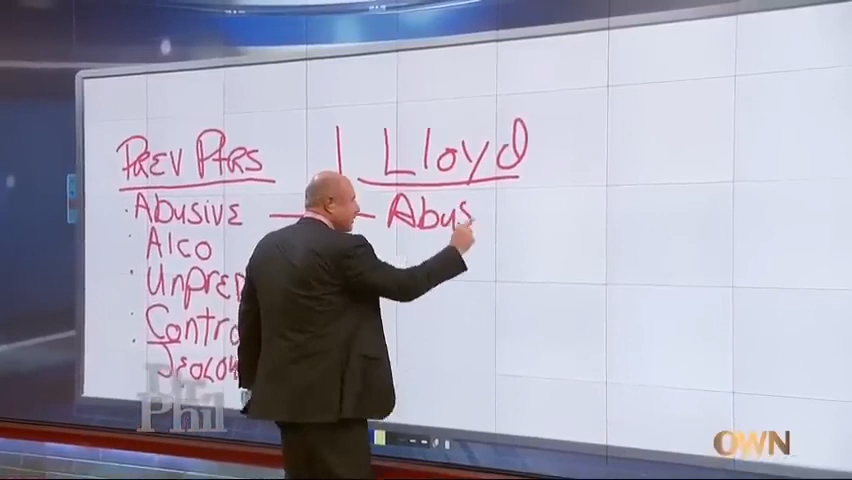 Prev Ptrs | Lloyd
• Abusive — Abus
• Alco
• Unpre
• Contro
Jealou
Dr. Phil
OWN